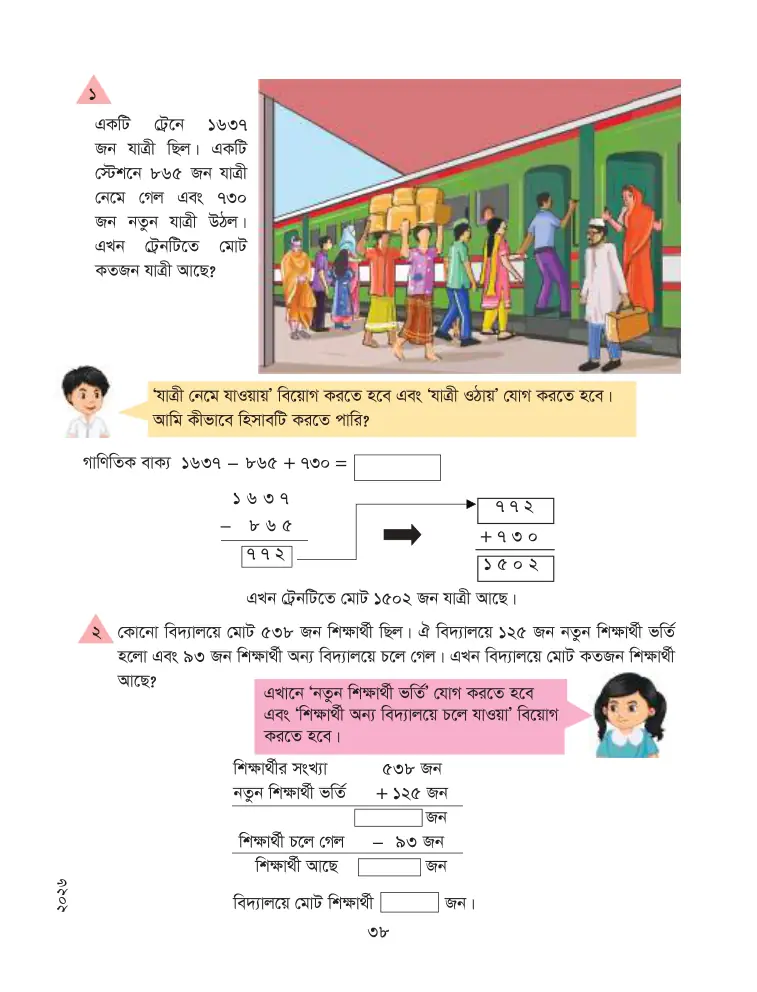 ১
একটি ট্রেনে ১৬৩৭
জন যাত্রী ছিল। একটি
স্টেশনে ৮৬৫ জন যাত্রী
নেমে গেল এবং ৭৩০
জন নতুন যাত্রী উঠল।
এখন ট্রেনটিতে মোট
কতজন যাত্রী আছে?
‘যাত্রী নেমে যাওয়ায়’ বিয়োগ করতে হবে এবং ‘যাত্রী ওঠায়’ যোগ করতে হবে।
আমি কীভাবে হিসাবটি করতে পারি?
গাণিতিক বাক্য ১৬৩৭ – ৮৬৫ + ৭৩০ =
১ ৬ ৩ ৭
– ৮ ৬ ৫
৭ ৭ ২
৭ ৭ ২
+ ৭ ৩ ০
১ ৫ ০ ২
এখন ট্রেনটিতে মোট ১৫০২ জন যাত্রী আছে।
২
কোনো বিদ্যালয়ে মোট ৫৩৮ জন শিক্ষার্থী ছিল। ঐ বিদ্যালয়ে ১২৫ জন নতুন শিক্ষার্থী ভর্তি
হলো এবং ৯৩ জন শিক্ষার্থী অন্য বিদ্যালয়ে চলে গেল। এখন বিদ্যালয়ে মোট কতজন শিক্ষার্থী
আছে?
এখানে ‘নতুন শিক্ষার্থী ভর্তি’ যোগ করতে হবে
এবং ‘শিক্ষার্থী অন্য বিদ্যালয়ে চলে যাওয়া’ বিয়োগ
করতে হবে।
শিক্ষার্থীর সংখ্যা ৫৩৮ জন
নতুন শিক্ষার্থী ভর্তি + ১২৫ জন
জন
শিক্ষার্থী চলে গেল – ৯৩ জন
শিক্ষার্থী আছে জন
বিদ্যালয়ে মোট শিক্ষার্থী জন।
২০২৬
৩৮